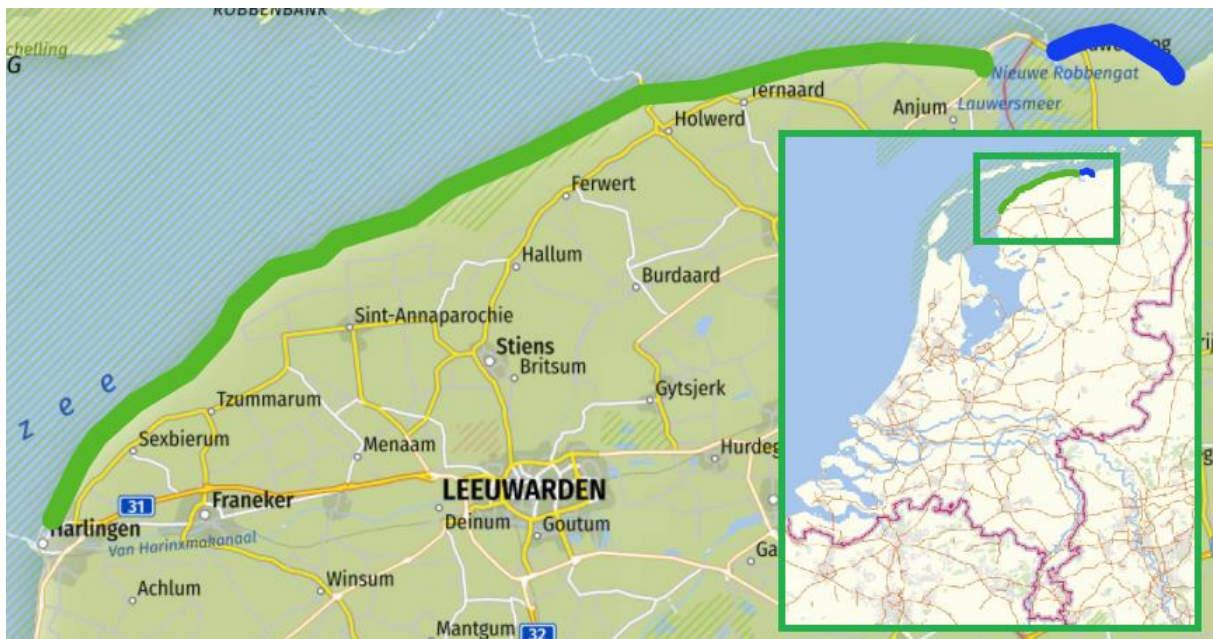 ROBBENBANK
chelling
G
Nieuwe Robbengat
Ternaard
Anjum
Lauwersmeer
Holwerd
Ferwert
Hallum
Burdaard
Sint-Annaparochie
Stiens
Britsum
z e e
Gytsjerk
Tzummarum
Sexbierum
Menaam
Hurdeg
31
LEEUWARDEN
Franeker
Harlingen
Deinum
Goutum
Van Harinxmakanaal
Ga
Achlum
Winsum
Mantgum
32